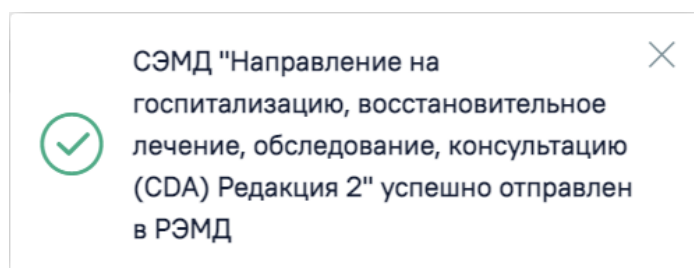 СЭМД "Направление на
госпитализацию, восстановительное
лечение, обследование, консультацию
(CDA) Редакция 2" успешно отправлен
в РЭМД